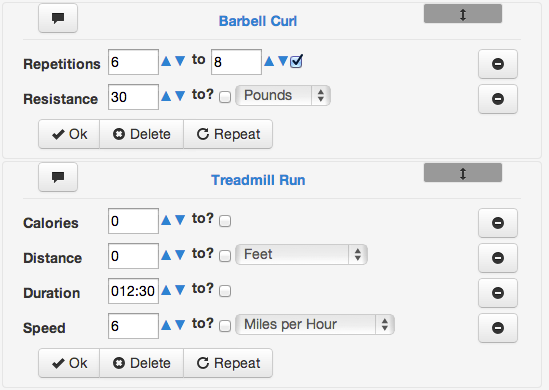 Barbell Curl
Repetitions 6 to 8
Resistance 30 to? Pounds
Ok Delete Repeat
Treadmill Run
Calories 0 to?
Distance 0 to? Feet
Duration 012:30 to?
Speed 6 to? Miles per Hour
Ok Delete Repeat